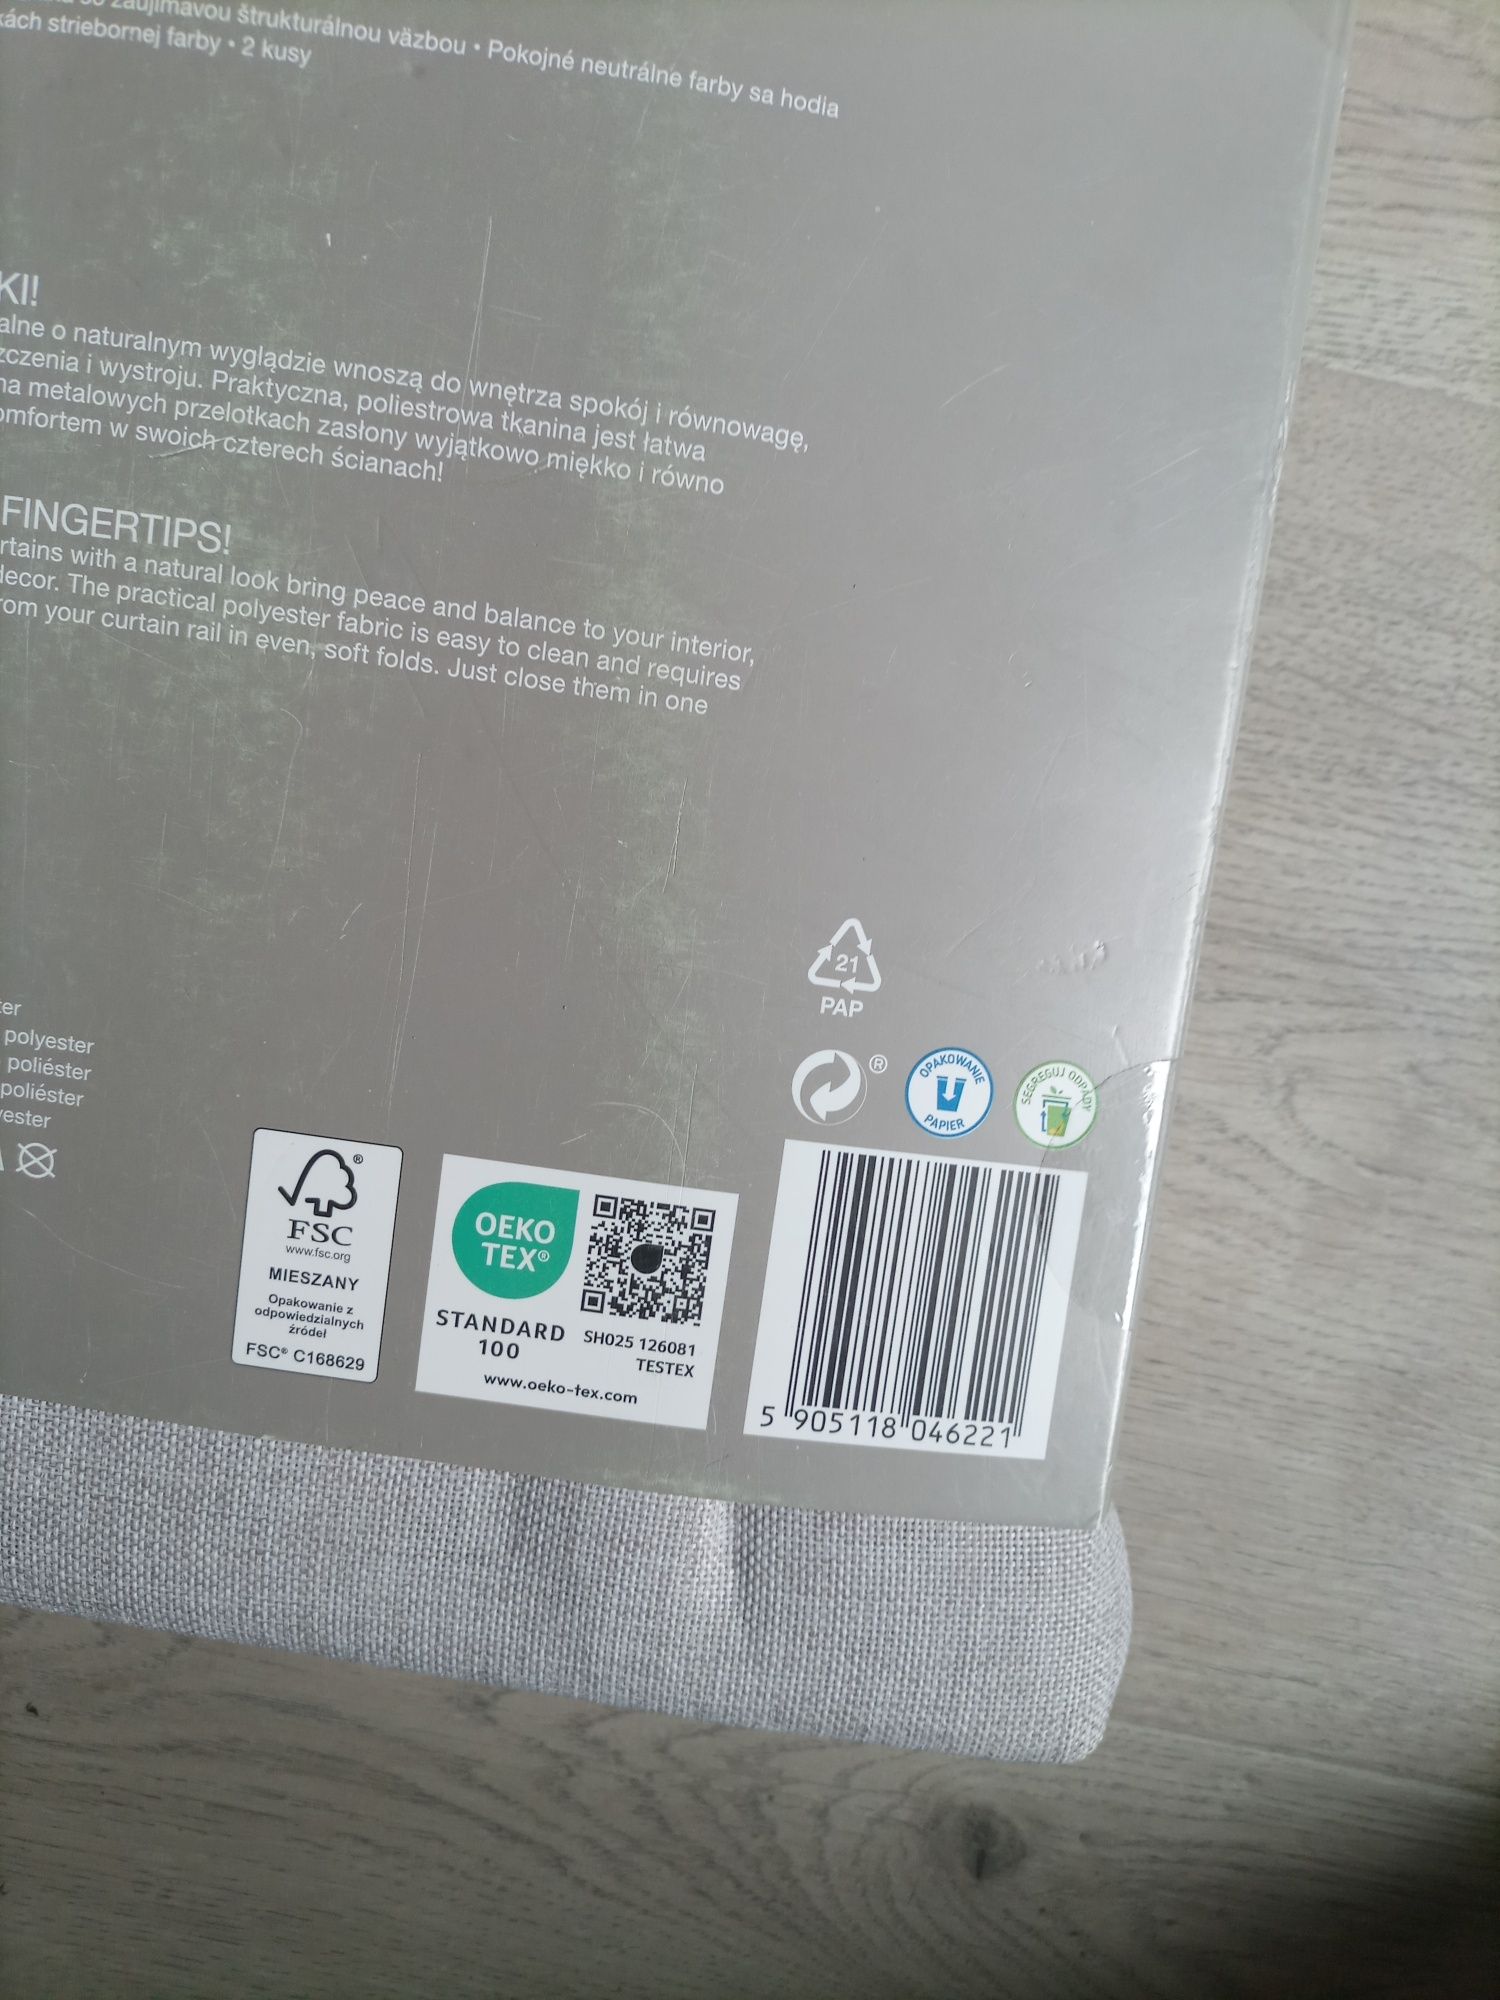 zaujímavou štrukturálnou väzbou • Pokojné neutrálne farby sa hodia
kách striebornej farby • 2 kusy
KI!
alne o naturalnym wyglądzie wnoszą do wnętrza spokój i równowagę,
zczenia i wystroju. Praktyczna, poliestrowa tkanina jest łatwa
na metalowych przelotkach zasłony wyjątkowo miękko i równo
omfortem w swoich czterech ścianach!
FINGERTIPS!
rtains with a natural look bring peace and balance to your interior,
decor. The practical polyester fabric is easy to clean and requires
rom your curtain rail in even, soft folds. Just close them in one
21
PAP
ter
polyester
poliéster
poliéster
yester
®
OPAKOWANIE
PAPIER
SEGREGUJ ODPADY
®
FSC
www.fsc.org
MIESZANY
Opakowanie z
odpowiedzialnych
źródeł
FSC® C168629
OEKO
TEX®
STANDARD
100
SH025 126081
TESTEX
www.oeko-tex.com
5 905118 046221